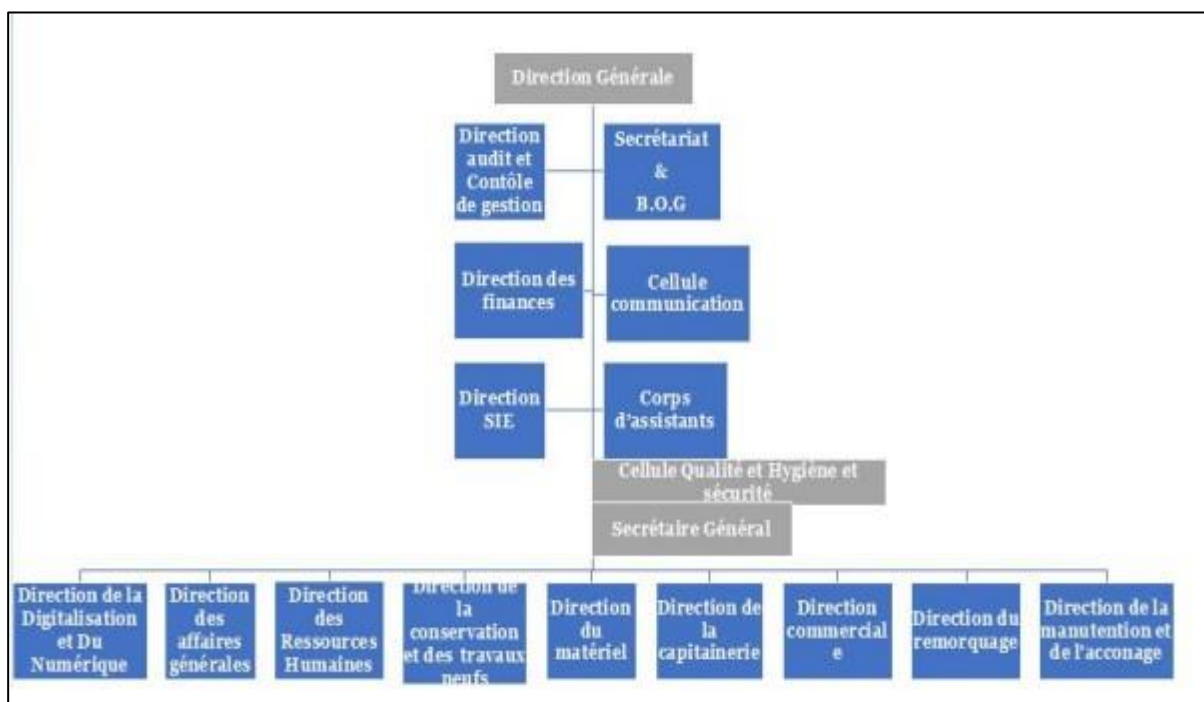 Direction Générale
Direction
audit et
Contôle
de gestion
Secrétariat
&
B.O.G
Direction des
finances
Cellule
communication
Direction
SIE
Corps
d'assistants
Cellule Qualité et Hygiène et
sécurité
Secrétaire Général
Direction de la
Digitalisation
et Du
Numérique
Direction
des
affaires
générales
Direction
des
Ressources
Humaines
Direction de
la
conservation
et des travaux
neufs
Direction
du
matériel
Direction de
la
capitainerie
Direction
commercial
e
Direction du
remorquage
Direction de la
manutention et
de l'acconage